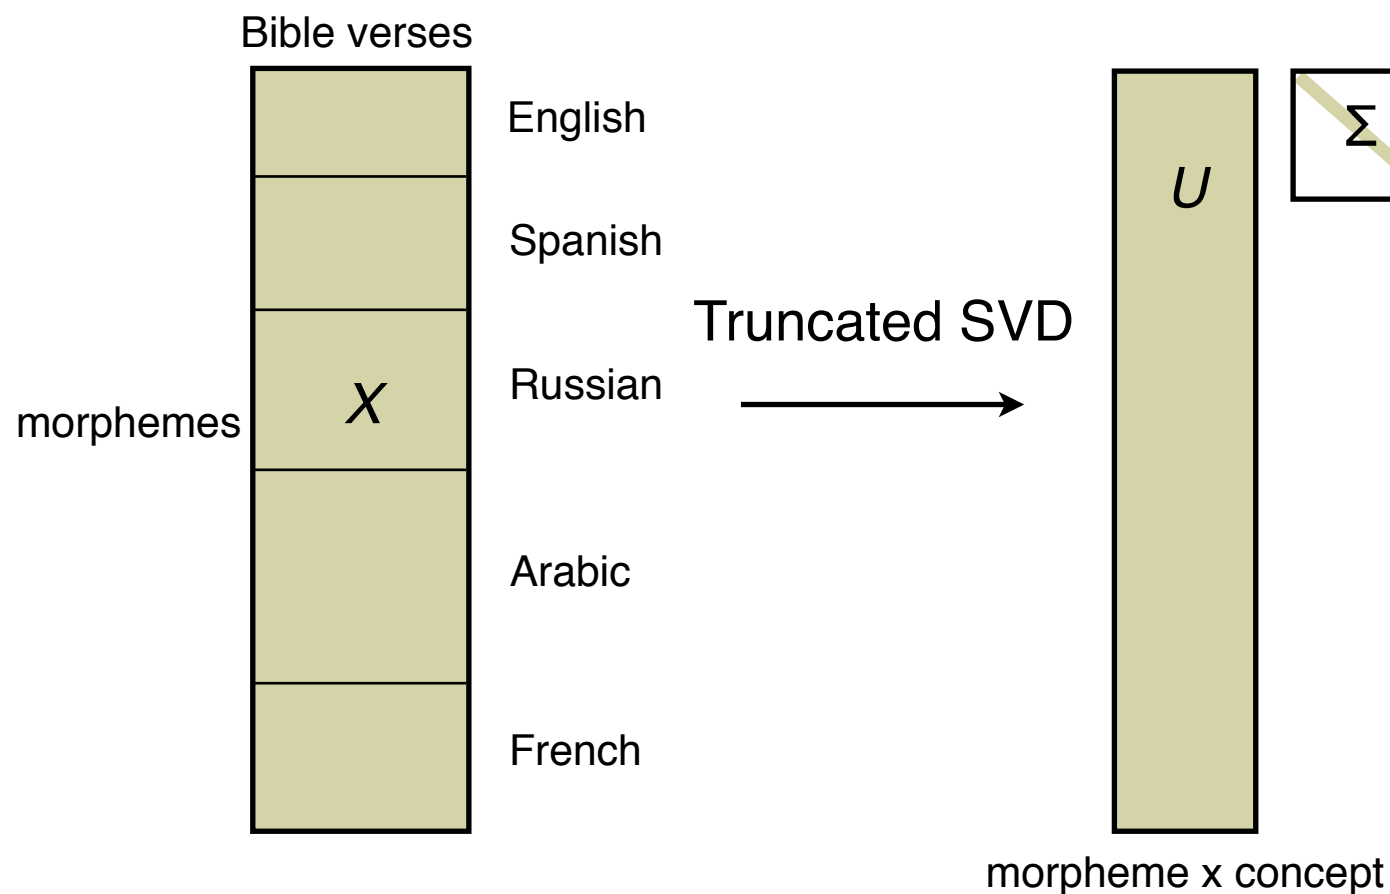 Bible verses
English
Spanish
Russian
Arabic
French
morphemes
X
Truncated SVD
U
Σ
morpheme x concept